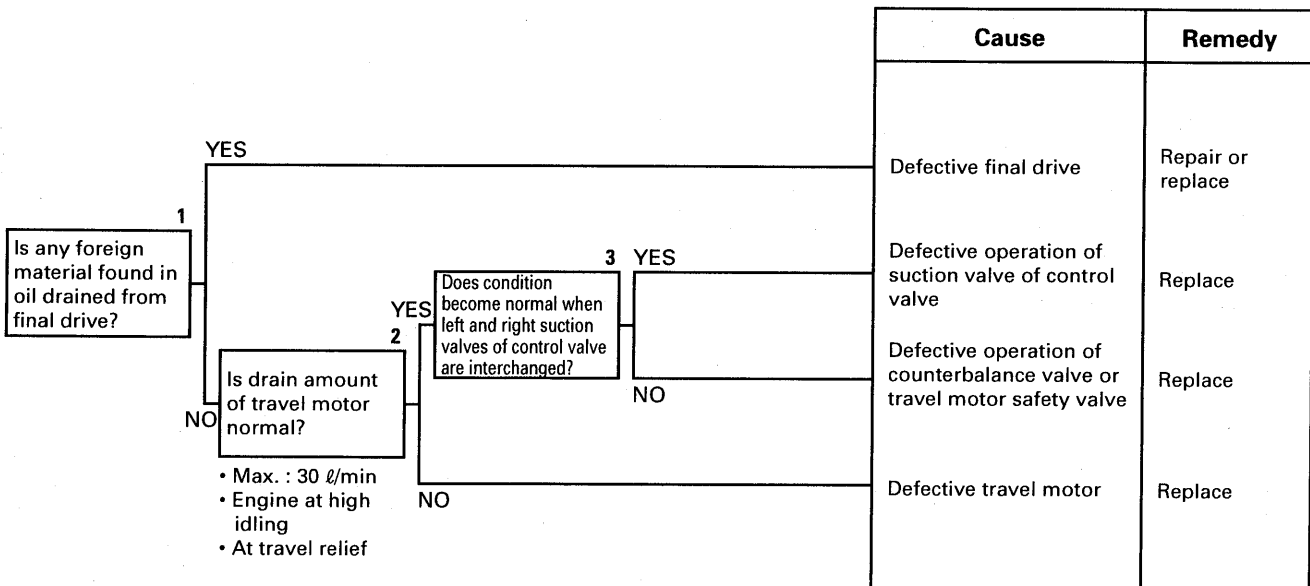 Cause
Remedy
YES
Defective final drive
Repair or
replace
1
Is any foreign
material found in
oil drained from
final drive?
3
YES
Does condition
become normal when
left and right suction
valves of control valve
are interchanged?
Defective operation of
suction valve of control
valve
Replace
YES
2
Is drain amount
of travel motor
normal?
NO
NO
Defective operation of
counterbalance valve or
travel motor safety valve
Replace
• Max. : 30 ℓ/min
• Engine at high
idling
• At travel relief
NO
Defective travel motor
Replace